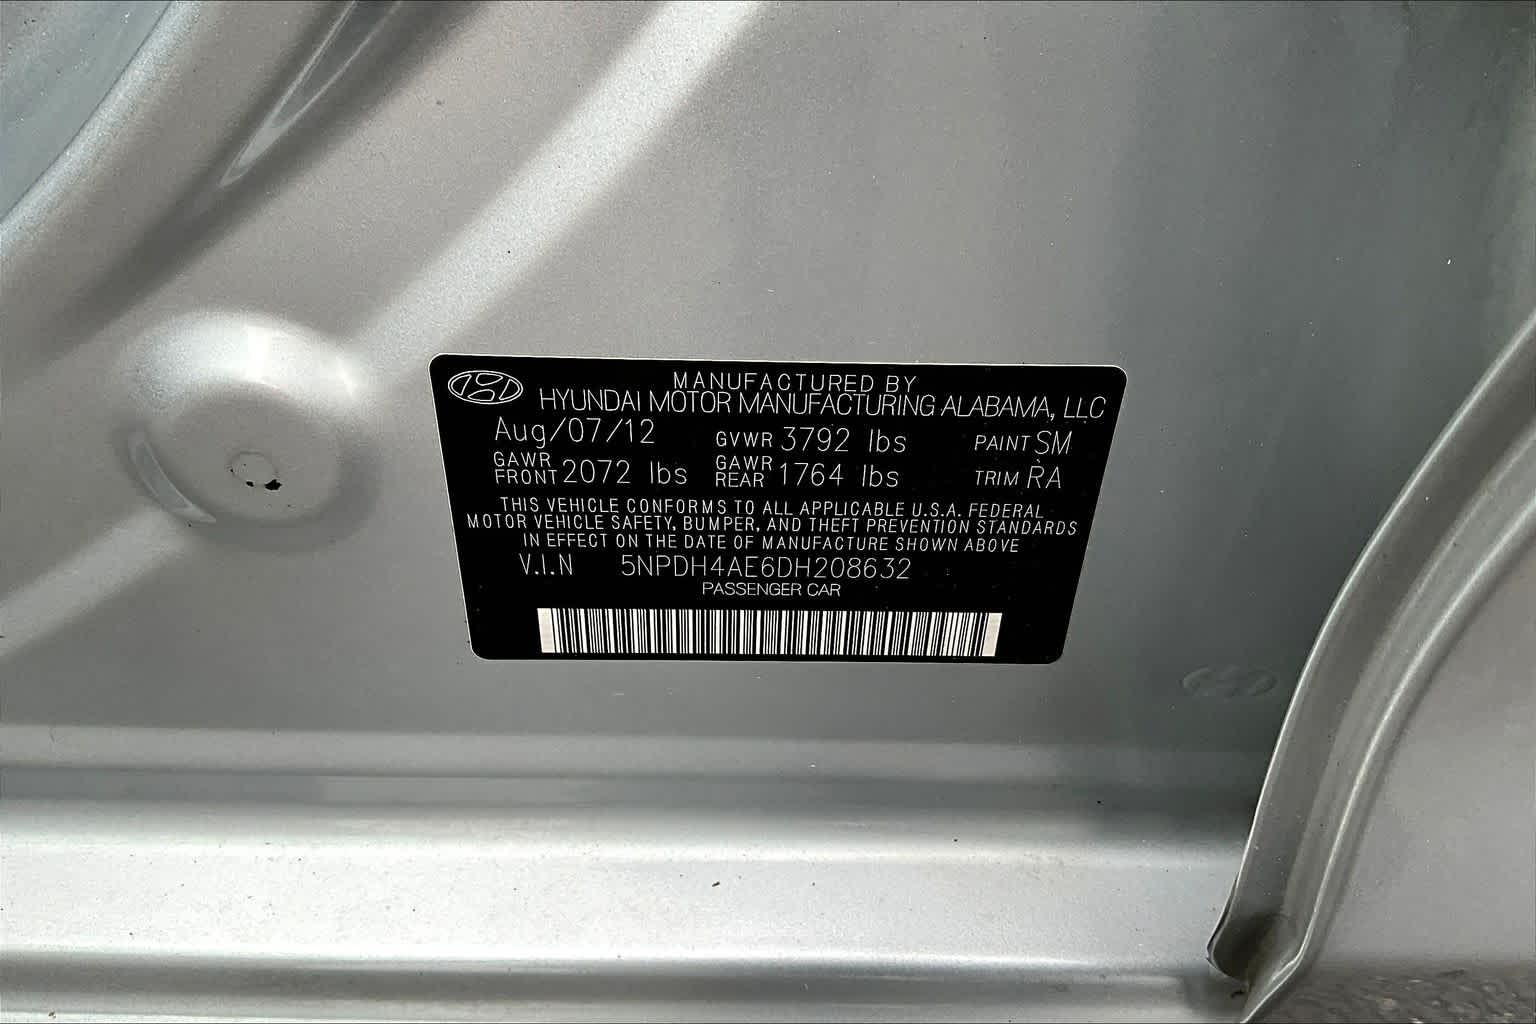 MANUFACTURED BY
HYUNDAI MOTOR MANUFACTURING ALABAMA, LLC
Aug/07/12 GVWR 3792 lbs PAINT SM
GAWR FRONT 2072 lbs GAWR REAR 1764 lbs TRIM RA
THIS VEHICLE CONFORMS TO ALL APPLICABLE U.S.A. FEDERAL
MOTOR VEHICLE SAFETY, BUMPER, AND THEFT PREVENTION STANDARDS
IN EFFECT ON THE DATE OF MANUFACTURE SHOWN ABOVE
V.I.N 5NPDH4AE6DH208632
PASSENGER CAR